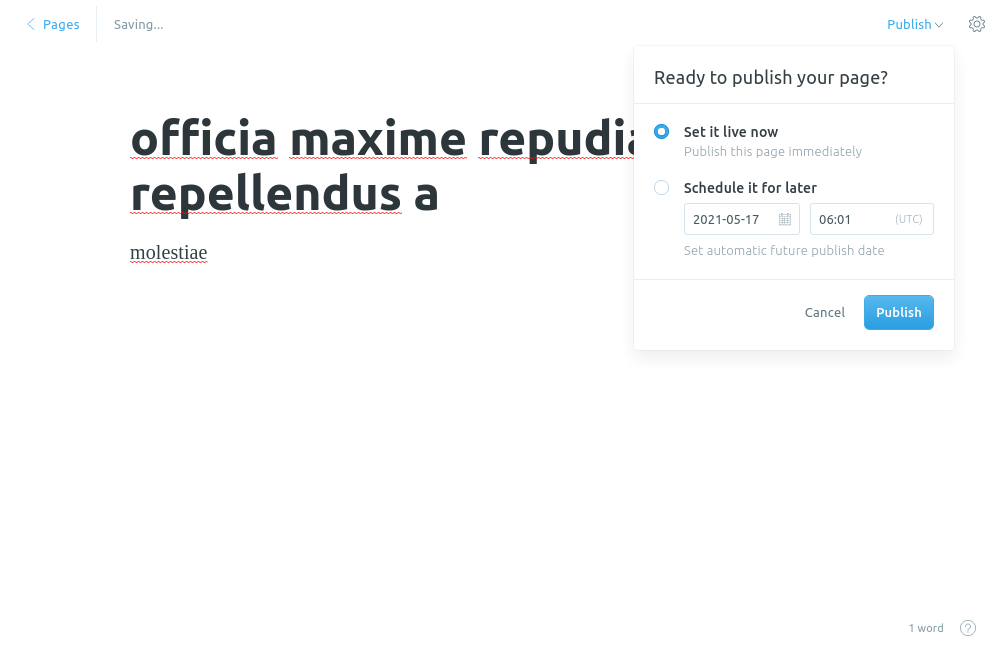 Pages
Saving...
Publish
Ready to publish your page?
Set it live now
Publish this page immediately
Schedule it for later
2021-05-17
06:01 (UTC)
Set automatic future publish date
Cancel
Publish
officia maxime
repellendus a
molestiae
1 word
?